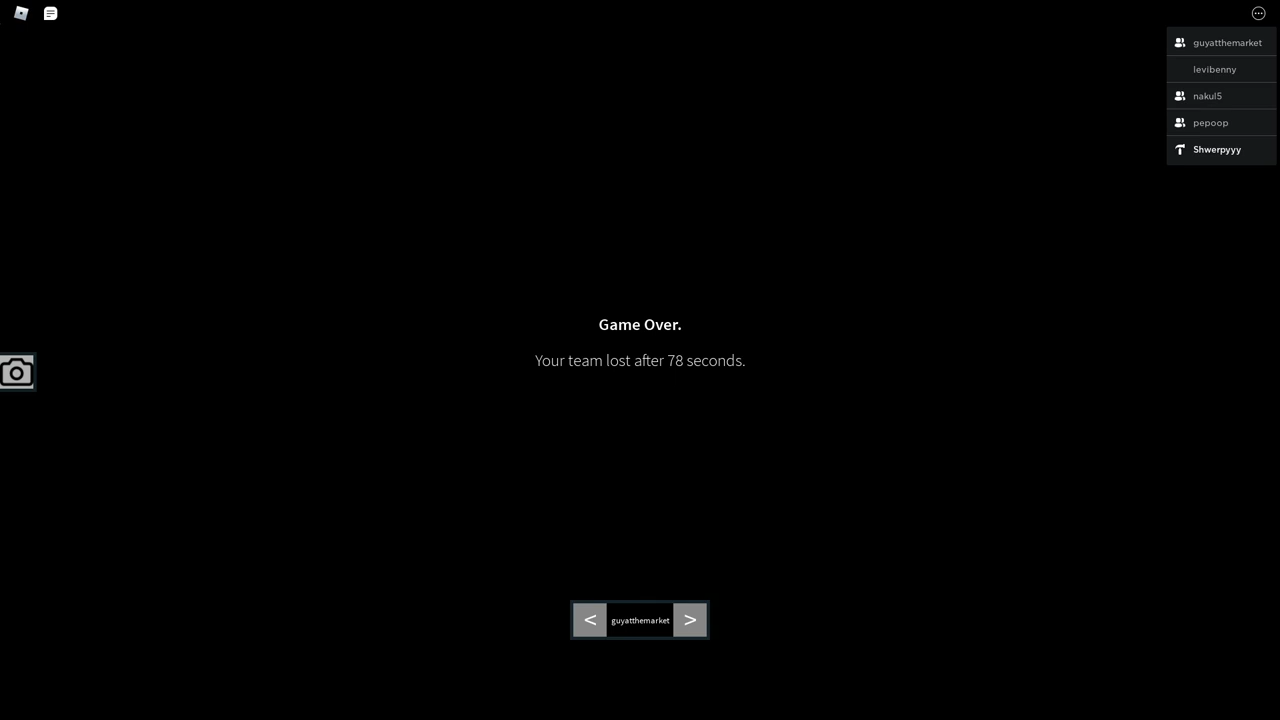 guyatthemarket
levibenny
nakul5
pepoop
Shwerpyyy
Game Over.
Your team lost after 78 seconds.
< guyatthemarket >